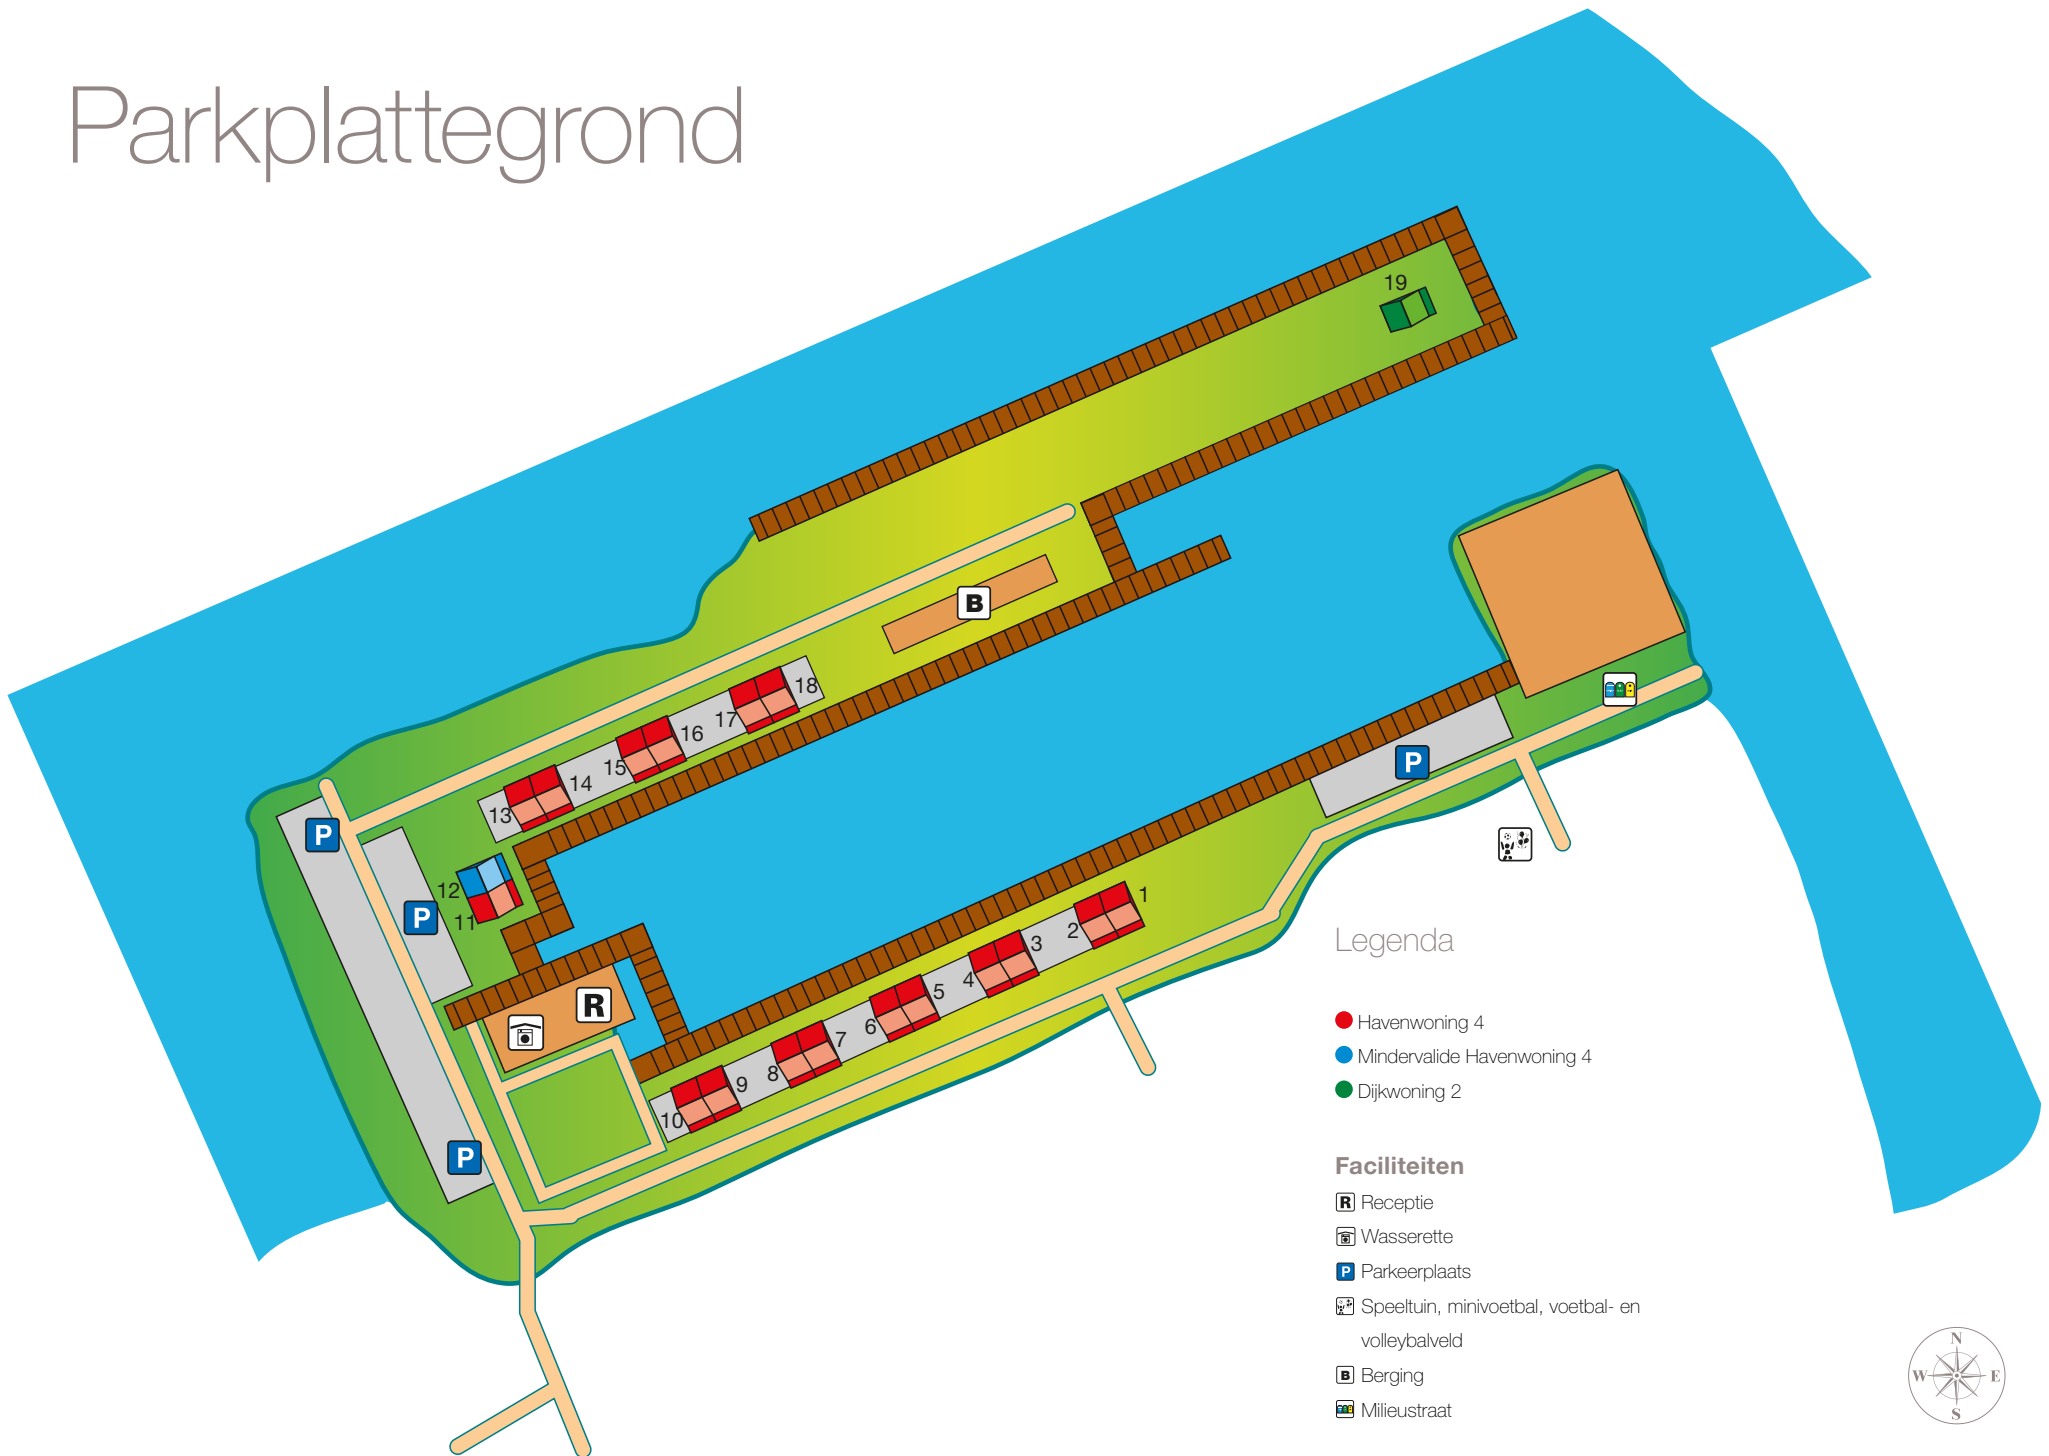 Parkplattegrond
19
B
18
17
16
15
14
13
P
P
12
11
P
1
2
3
4
5
6
7
8
9
10
R
P
Legenda
Havenwoning 4
Mindervalide Havenwoning 4
Dijkwoning 2
Faciliteiten
R Receptie
Wasserette
P Parkeerplaats
Speeltuin, minivoetbal, voetbal- en
volleybalveld
B Berging
Milieustraat
N
W E
S